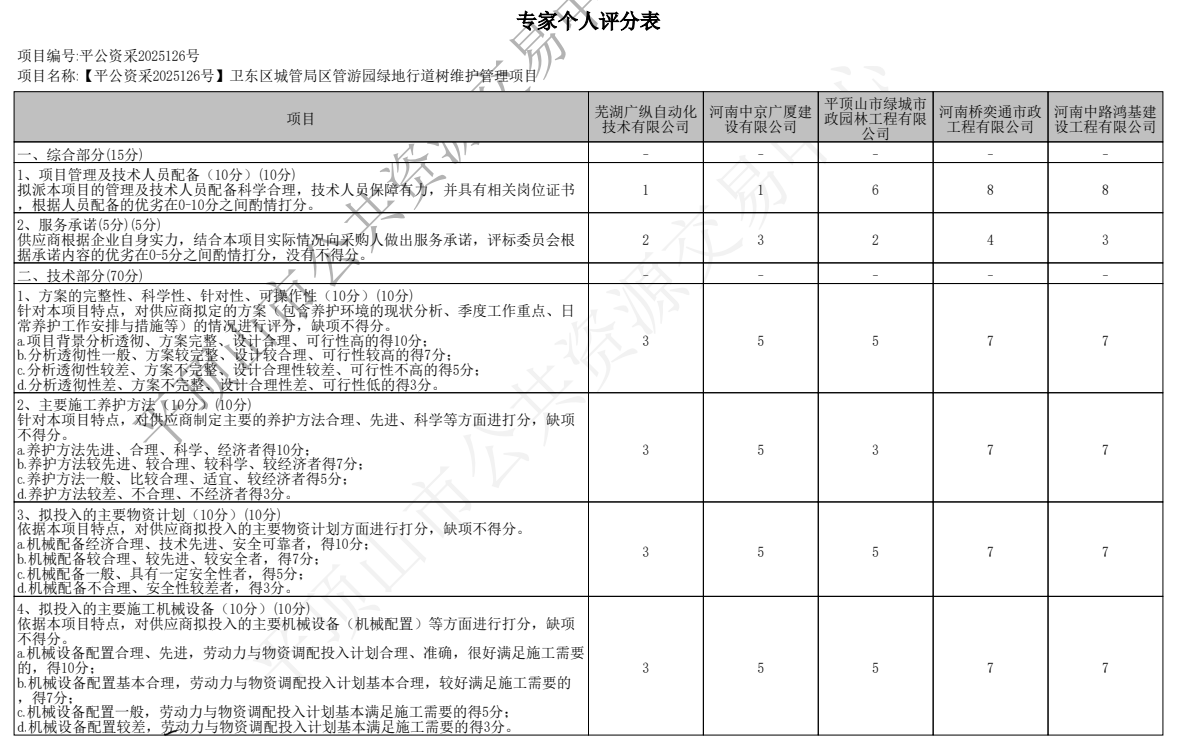 专家个人评分表
项目编号:平公资采2025126号
项目名称:【平公资采2025126号】卫东区城管局区管游园绿地行道树维护管理项目
项目
芜湖广纵自动化
技术有限公司
河南中京广厦建
设有限公司
平顶山市绿城市
政园林工程有限
公司
河南桥奕通市政
工程有限公司
河南中路鸿基建
设工程有限公司
一、综合部分(15分)
- - - - -
1、项目管理及技术人员配备（10分）(10分)
拟派本项目的管理及技术人员配备科学合理，技术人员保障有力，并具有相关岗位证书
，根据人员配备的优劣在0-10分之间酌情打分。
1 1 6 8 8
2、服务承诺(5分)(5分)
供应商根据企业自身实力，结合本项目实际情况向采购人做出服务承诺，评标委员会根
据承诺内容的优劣在0-5分之间酌情打分，没有不得分。
2 3 2 4 3
二、技术部分(70分)
- - - - -
1、方案的完整性、科学性、针对性、可操作性（10分）(10分)
针对本项目特点，对供应商拟定的方案（包含养护环境的现状分析、季度工作重点、日
常养护工作安排与措施等）的情况进行评分，缺项不得分。
a.项目背景分析透彻、方案完整、设计合理、可行性高的得10分；
b.分析透彻性一般、方案较完整、设计较合理、可行性较高的得7分；
c.分析透彻性较差、方案不完整、设计合理性较差、可行性不高的得5分；
d.分析透彻性差、方案不完整、设计合理性差、可行性低的得3分。
3 5 5 7 7
2、主要施工养护方法（10分）(10分)
针对本项目特点，对供应商制定主要的养护方法合理、先进、科学等方面进打分，缺项
不得分。
a.养护方法先进、合理、科学、经济者得10分；
b.养护方法较先进、较合理、较科学、较经济者得7分；
c.养护方法一般、比较合理、适宜、较经济者得5分；
d.养护方法较差、不合理、不经济者得3分。
3 5 3 7 7
3、拟投入的主要物资计划（10分）(10分)
依据本项目特点，对供应商拟投入的主要物资计划方面进行打分，缺项不得分。
a.机械配备经济合理、技术先进、安全可靠者，得10分；
b.机械配备较合理、较先进、较安全者，得7分；
c.机械配备一般、具有一定安全性者，得5分；
d.机械配备不合理、安全性较差者，得3分。
3 5 5 7 7
4、拟投入的主要施工机械设备（10分）(10分)
依据本项目特点，对供应商拟投入的主要机械设备（机械配置）等方面进行打分，缺项
不得分。
a.机械设备配置合理、先进，劳动力与物资调配投入计划合理、准确，很好满足施工需要
的，得10分；
b.机械设备配置基本合理，劳动力与物资调配投入计划基本合理，较好满足施工需要的
，得7分；
c.机械设备配置一般，劳动力与物资调配投入计划基本满足施工需要的得5分；
d.机械设备配置较差，劳动力与物资调配投入计划基本满足施工需要的得3分。
3 5 5 7 7
平顶山市公共资源交易中
平顶山市公共资源交易中心